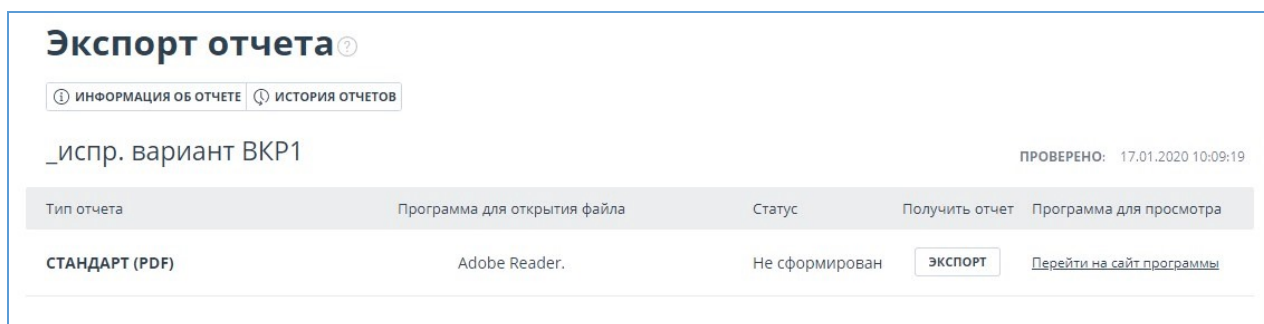 Экспорт отчета
ИНФОРМАЦИЯ ОБ ОТЧЕТЕ ИСТОРИЯ ОТЧЕТОВ
_испр. вариант ВКР1 ПРОВЕРЕНО: 17.01.2020 10:09:19
Тип отчета Программа для открытия файла Статус Получить отчет Программа для просмотра
СТАНДАРТ (PDF) Adobe Reader. Не сформирован ЭКСПОРТ Перейти на сайт программы